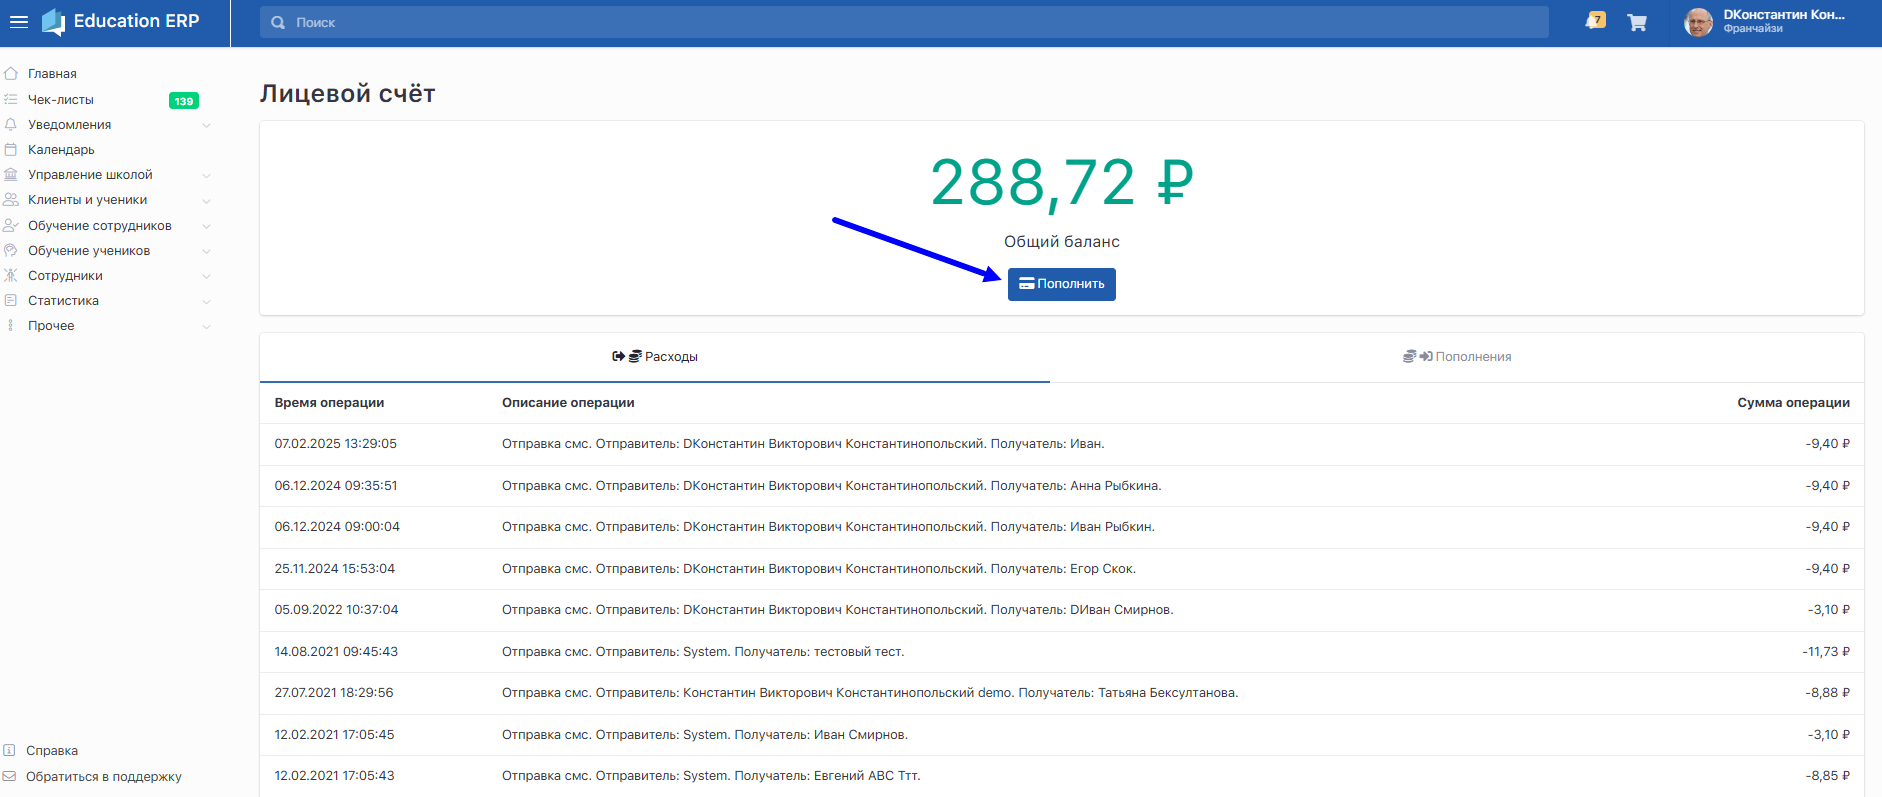 Education ERP
Поиск
7
DКонстантин Кон...
Франчайзи
Главная
Чек-листы 139
Уведомления
Календарь
Управление школой
Клиенты и ученики
Обучение сотрудников
Обучение учеников
Сотрудники
Статистика
Прочее
Справка
Обратиться в поддержку
Лицевой счёт
288,72 ₽
Общий баланс
Пополнить
Расходы Пополнения
Время операции Описание операции Сумма операции
07.02.2025 13:29:05 Отправка смс. Отправитель: DКонстантин Викторович Константинопольский. Получатель: Иван. -9,40 ₽
06.12.2024 09:35:51 Отправка смс. Отправитель: DКонстантин Викторович Константинопольский. Получатель: Анна Рыбкина. -9,40 ₽
06.12.2024 09:00:04 Отправка смс. Отправитель: DКонстантин Викторович Константинопольский. Получатель: Иван Рыбкин. -9,40 ₽
25.11.2024 15:53:04 Отправка смс. Отправитель: DКонстантин Викторович Константинопольский. Получатель: Егор Скок. -9,40 ₽
05.09.2022 10:37:04 Отправка смс. Отправитель: DКонстантин Викторович Константинопольский. Получатель: DИван Смирнов. -3,10 ₽
14.08.2021 09:45:43 Отправка смс. Отправитель: System. Получатель: тестовый тест. -11,73 ₽
27.07.2021 18:29:56 Отправка смс. Отправитель: Константин Викторович Константинопольский demo. Получатель: Татьяна Бексултанова. -8,88 ₽
12.02.2021 17:05:45 Отправка смс. Отправитель: System. Получатель: Иван Смирнов. -3,10 ₽
12.02.2021 17:05:43 Отправка смс. Отправитель: System. Получатель: Евгений АВС Ттт. -8,85 ₽